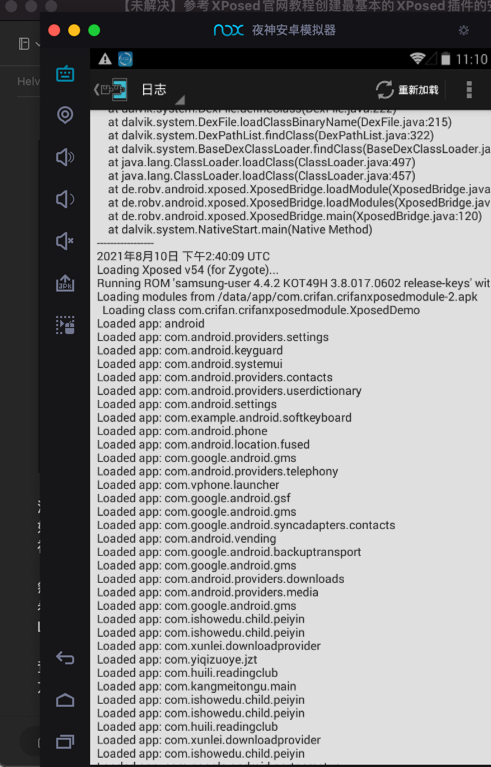 【未解决】参考XPosed官网教程创建最基本的XPosed插件的空
nox 夜神安卓模拟器
11:10
Helv
日志
重新加载
at dalvik.system.DexFile.defineClass(DexFile.java:222)
at dalvik.system.DexFile.loadClassBinaryName(DexFile.java:215)
at dalvik.system.DexPathList.findClass(DexPathList.java:322)
at dalvik.system.BaseDexClassLoader.findClass(BaseDexClassLoader.ja
at java.lang.ClassLoader.loadClass(ClassLoader.java:497)
at java.lang.ClassLoader.loadClass(ClassLoader.java:457)
at de.robv.android.xposed.XposedBridge.loadModule(XposedBridge.java
at de.robv.android.xposed.XposedBridge.loadModules(XposedBridge.jav
at de.robv.android.xposed.XposedBridge.main(XposedBridge.java:120)
at dalvik.system.NativeStart.main(Native Method)
-----------------
2021年8月10日 下午2:40:09 UTC
Loading Xposed v54 (for Zygote)...
Running ROM 'samsung-user 4.4.2 KOT49H 3.8.017.0602 release-keys' wit
Loading modules from /data/app/com.crifan.crifanxposedmodule-2.apk
Loading class com.crifan.crifanxposedmodule.XposedDemo
Loaded app: android
Loaded app: com.android.providers.settings
Loaded app: com.android.keyguard
Loaded app: com.android.systemui
Loaded app: com.android.providers.contacts
Loaded app: com.android.providers.userdictionary
Loaded app: com.android.settings
Loaded app: com.example.android.softkeyboard
Loaded app: com.android.phone
Loaded app: com.android.location.fused
Loaded app: com.google.android.gms
Loaded app: com.android.providers.telephony
Loaded app: com.vphone.launcher
Loaded app: com.google.android.gsf
Loaded app: com.google.android.gms
Loaded app: com.google.android.syncadapters.contacts
Loaded app: com.android.vending
Loaded app: com.google.android.backuptransport
Loaded app: com.google.android.gms
Loaded app: com.android.providers.downloads
Loaded app: com.android.providers.media
Loaded app: com.google.android.gms
Loaded app: com.ishowedu.child.peiyin
Loaded app: com.ishowedu.child.peiyin
Loaded app: com.xunlei.downloadprovider
Loaded app: com.yiqizuoye.jzt
Loaded app: com.huili.readingclub
Loaded app: com.kangmeitongu.main
Loaded app: com.ishowedu.child.peiyin
Loaded app: com.ishowedu.child.peiyin
Loaded app: com.huili.readingclub
Loaded app: com.xunlei.downloadprovider
Loaded app: com.ishowedu.child.peiyin